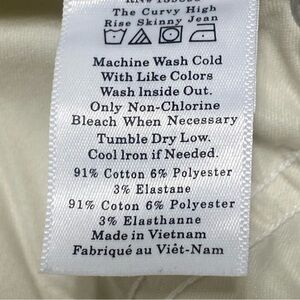 The Curvy High
Rise Skinny Jean
Machine Wash Cold
With Like Colors
Wash Inside Out.
Only Non-Chlorine
Bleach When Necessary
Tumble Dry Low.
Cool Iron if Needed.
91% Cotton 6% Polyester
3% Elastane
91% Coton 6% Polyester
3% Elasthanne
Made in Vietnam
Fabriqué au Viêt-Nam